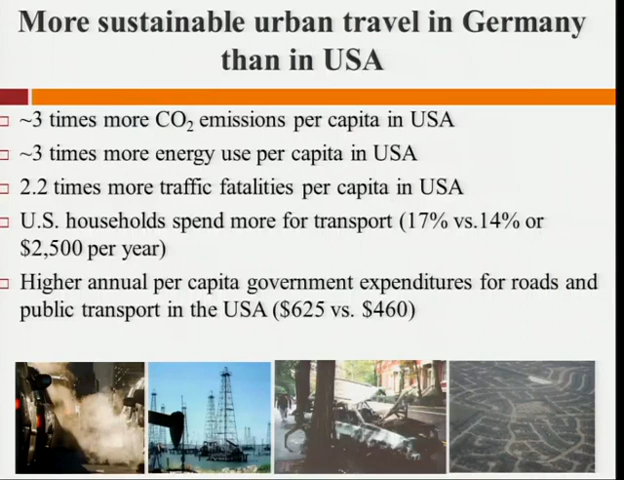 More sustainable urban travel in Germany
than in USA
~3 times more CO₂ emissions per capita in USA
~3 times more energy use per capita in USA
2.2 times more traffic fatalities per capita in USA
U.S. households spend more for transport (17% vs.14% or
$2,500 per year)
Higher annual per capita government expenditures for roads and
public transport in the USA ($625 vs. $460)